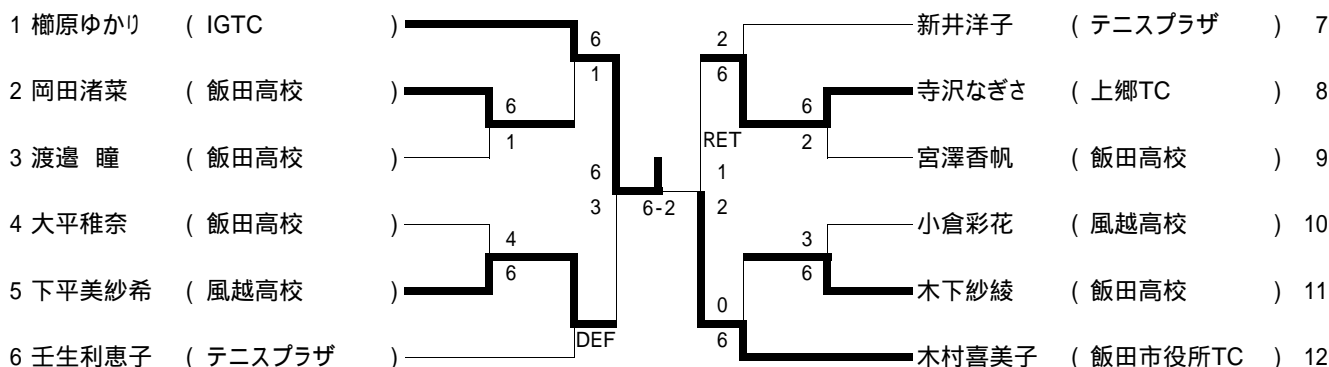 1 櫛原ゆかり ( IGTC ) 6 2 新井洋子 ( テニスプラザ ) 7
1 6
2 岡田渚菜 ( 飯田高校 ) 6 6 寺沢なぎさ ( 上郷TC ) 8
1 RET 2
3 渡邉 瞳 ( 飯田高校 ) 6 1 宮澤香帆 ( 飯田高校 ) 9
3 6-2 2
4 大平稚奈 ( 飯田高校 ) 4 3 小倉彩花 ( 風越高校 ) 10
6 6
5 下平美紗希 ( 風越高校 ) 0 木下紗綾 ( 飯田高校 ) 11
DEF 6
6 壬生利恵子 ( テニスプラザ ) 木村喜美子 ( 飯田市役所TC ) 12